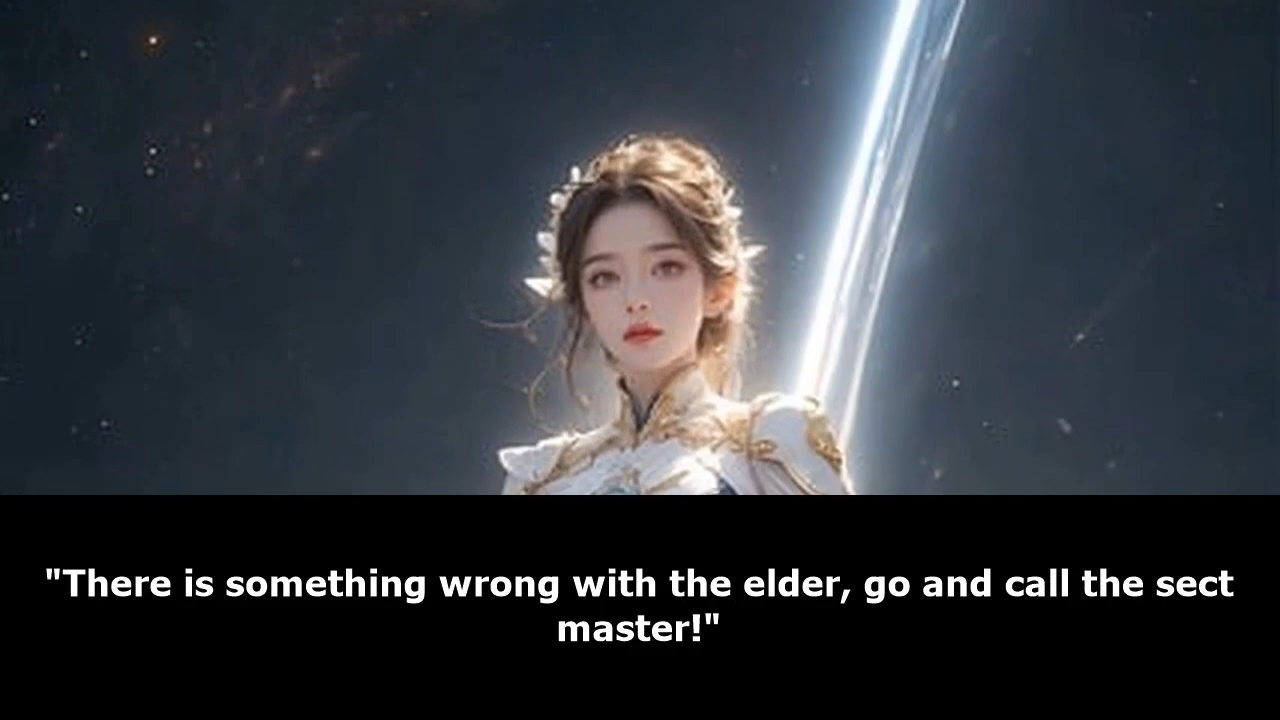 "There is something wrong with the elder, go and call the sect
master!"